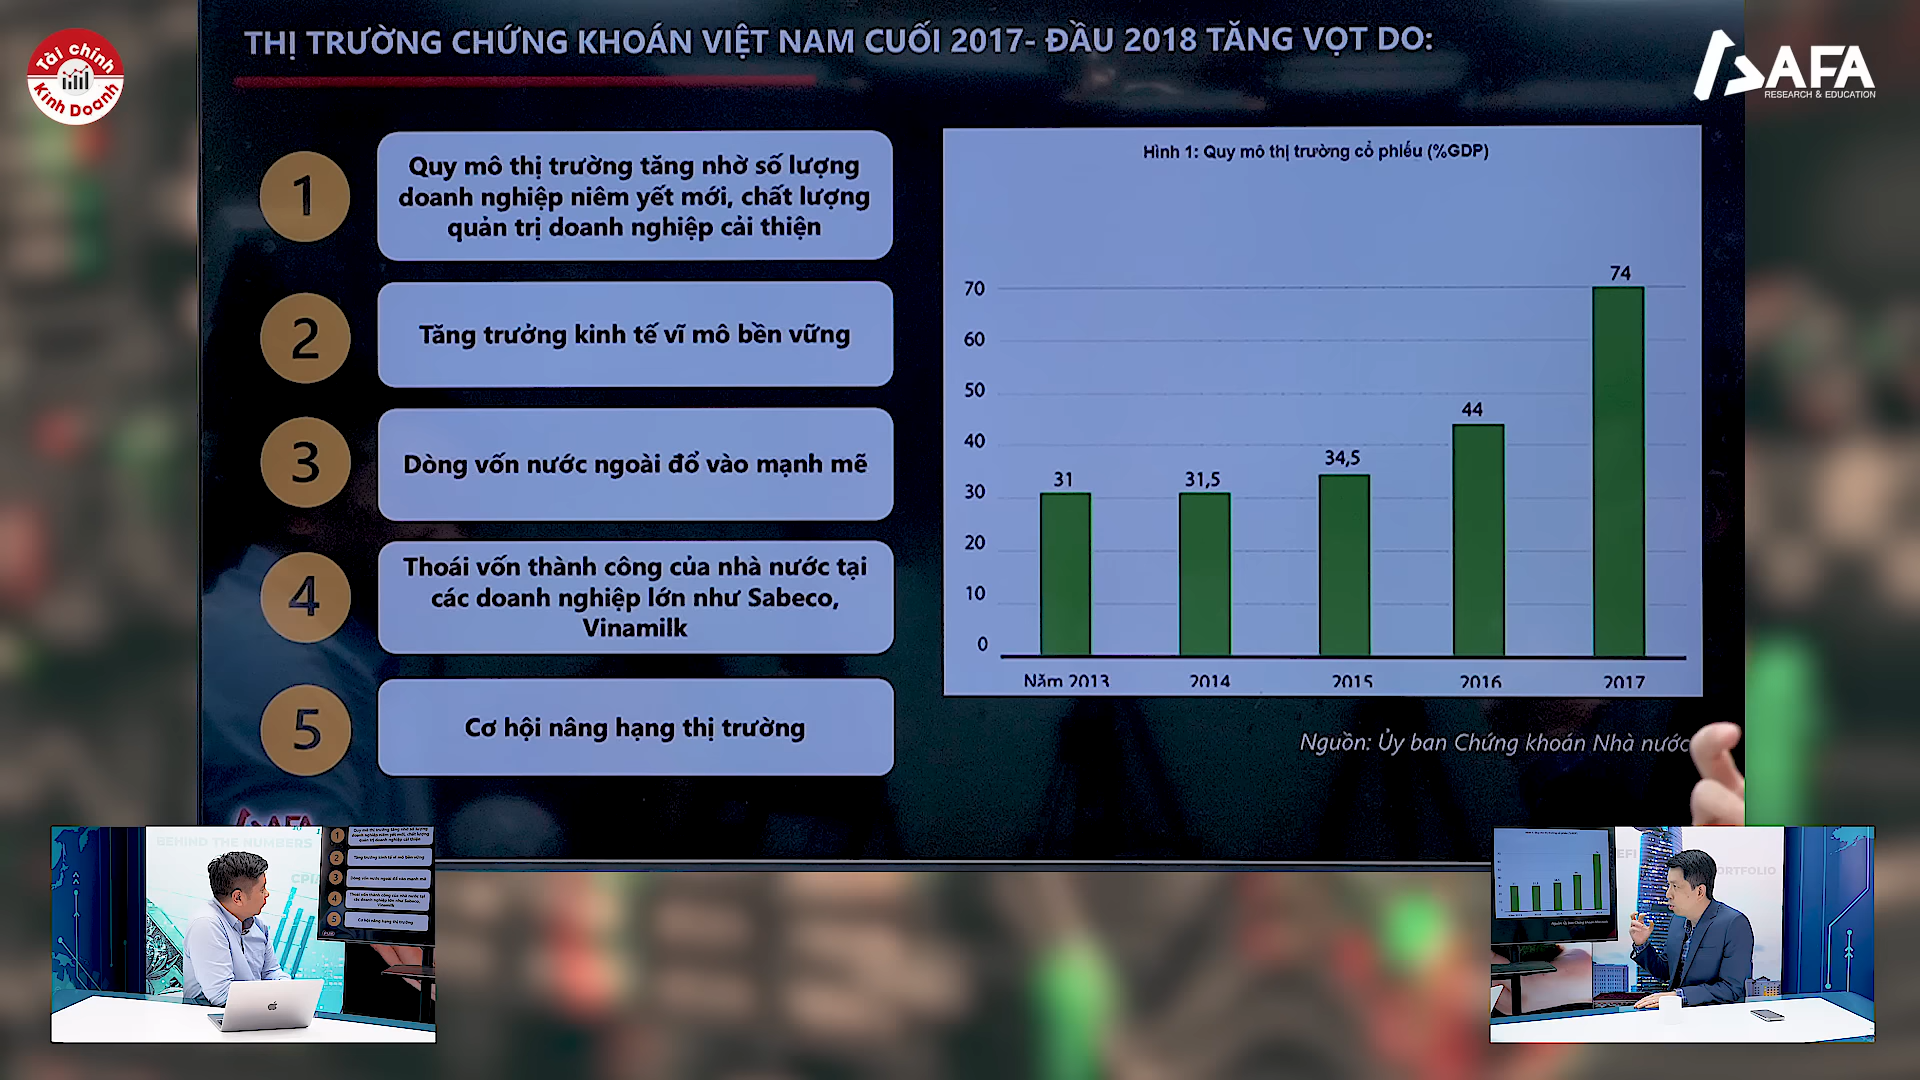 THỊ TRƯỜNG CHỨNG KHOÁN VIỆT NAM CUỐI 2017- ĐẦU 2018 TĂNG VỌT DO:
Tài chính
Kinh Doanh
AFA
RESEARCH & EDUCATION
1
Quy mô thị trường tăng nhờ số lượng
doanh nghiệp niêm yết mới, chất lượng
quản trị doanh nghiệp cải thiện
2
Tăng trưởng kinh tế vĩ mô bền vững
3
Dòng vốn nước ngoài đổ vào mạnh mẽ
4
Thoái vốn thành công của nhà nước tại
các doanh nghiệp lớn như Sabeco,
Vinamilk
5
Cơ hội nâng hạng thị trường
Hình 1: Quy mô thị trường cổ phiếu (%GDP)
74
70
60
50
44
40
34,5
31
31,5
30
20
10
0
Năm 2013
2014
2015
2016
2017
Nguồn: Ủy ban Chứng khoán Nhà nước
BEHIND THE NUMBERS